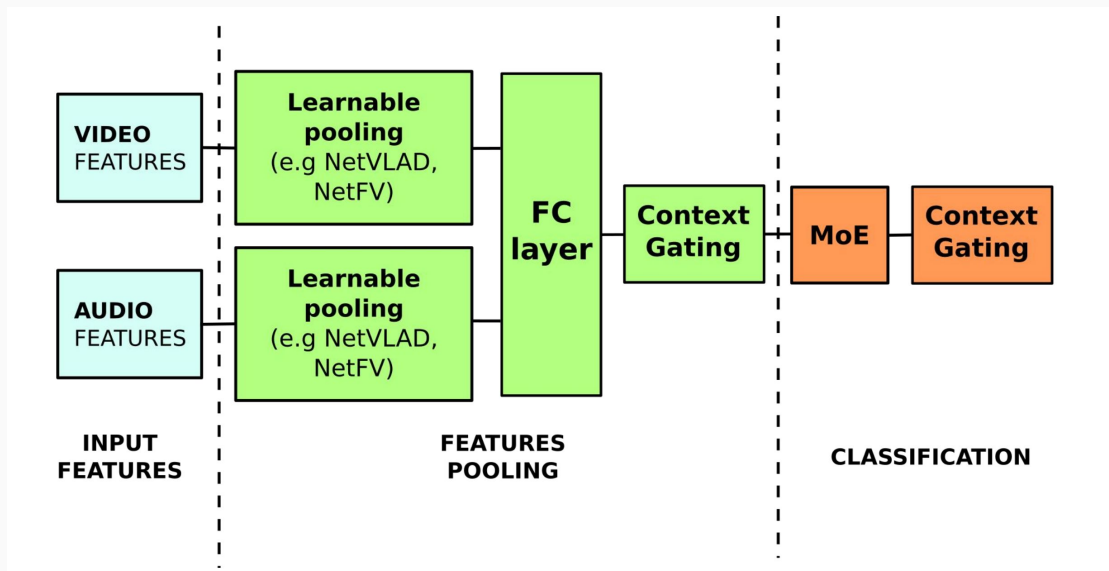 VIDEO
FEATURES
Learnable
pooling
(e.g NetVLAD,
NetFV)
AUDIO
FEATURES
Learnable
pooling
(e.g NetVLAD,
NetFV)
FC
layer
Context
Gating
MoE
Context
Gating
INPUT
FEATURES
FEATURES
POOLING
CLASSIFICATION